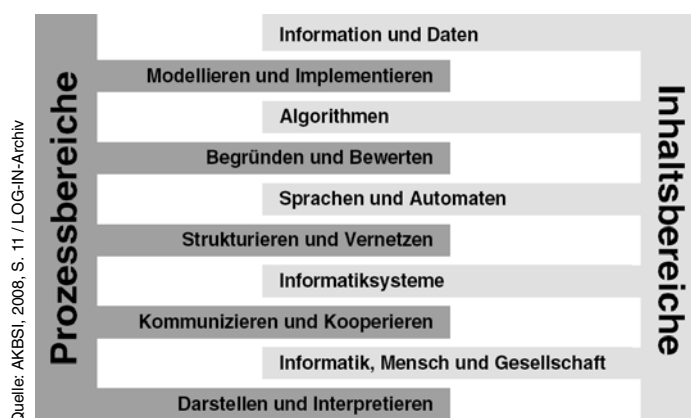 Quelle: AKBSI, 2008, S. 11 / LOG-IN-Archiv
Prozessbereiche
Information und Daten
Modellieren und Implementieren
Algorithmen
Begründen und Bewerten
Sprachen und Automaten
Strukturieren und Vernetzen
Informatiksysteme
Kommunizieren und Kooperieren
Informatik, Mensch und Gesellschaft
Darstellen und Interpretieren
Inhaltsbereiche